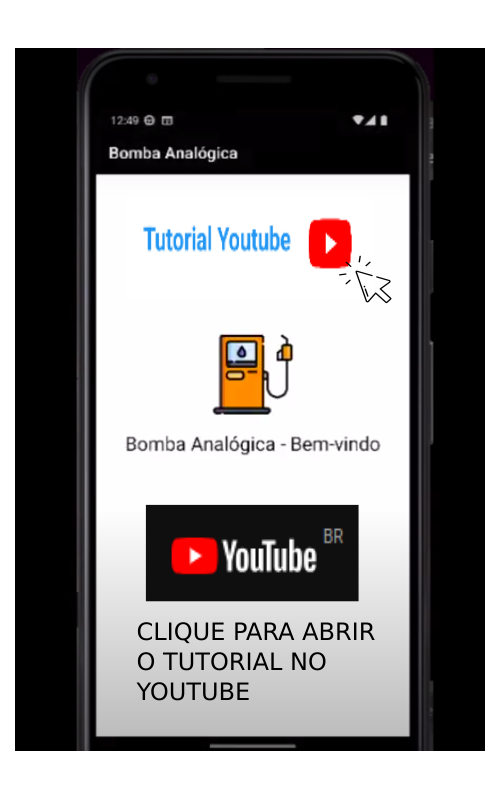 12:49
Bomba Analógica
Tutorial Youtube
Bomba Analógica - Bem-vindo
YouTube BR
CLIQUE PARA ABRIR
O TUTORIAL NO
YOUTUBE